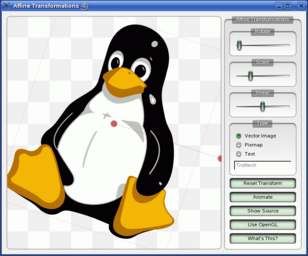 Affine Transformations
Affine Transformations
Rotate
Scale
Shear
Type
Vector Image
Pixmap
Text
Trolltech
Reset Transform
Animate
Show Source
Use OpenGL
What's This?